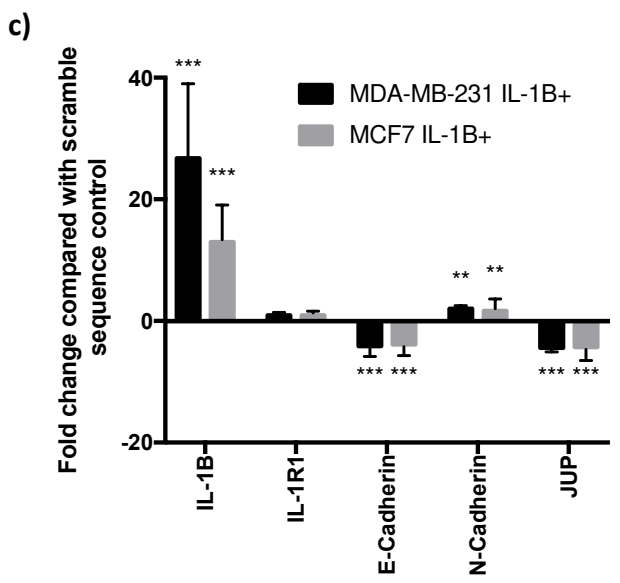 c)
Fold change compared with scramble
sequence control
40
20
0
-20
MDA-MB-231 IL-1B+
MCF7 IL-1B+
***
***
**
**
***
***
***
***
IL-1B
IL-1R1
E-Cadherin
N-Cadherin
JUP